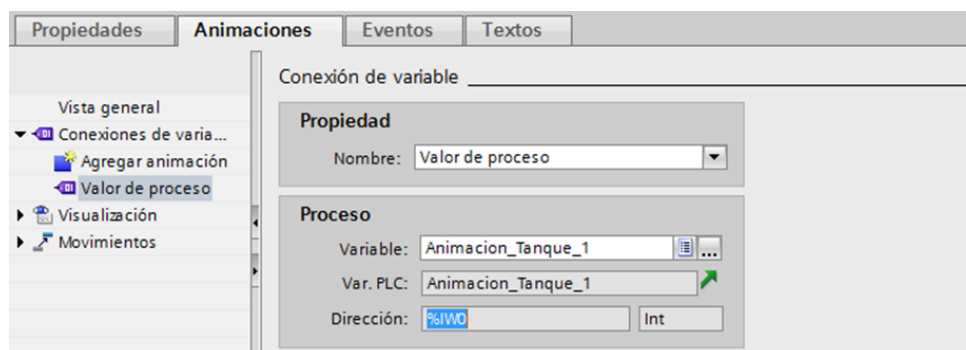 Propiedades Animaciones Eventos Textos
Conexión de variable
Vista general
Conexiones de varia...
Agregar animación
Valor de proceso
Visualización
Movimientos
Propiedad
Nombre: Valor de proceso
Proceso
Variable: Animacion_Tanque_1 ...
Var. PLC: Animacion_Tanque_1
Dirección: %IW0 Int